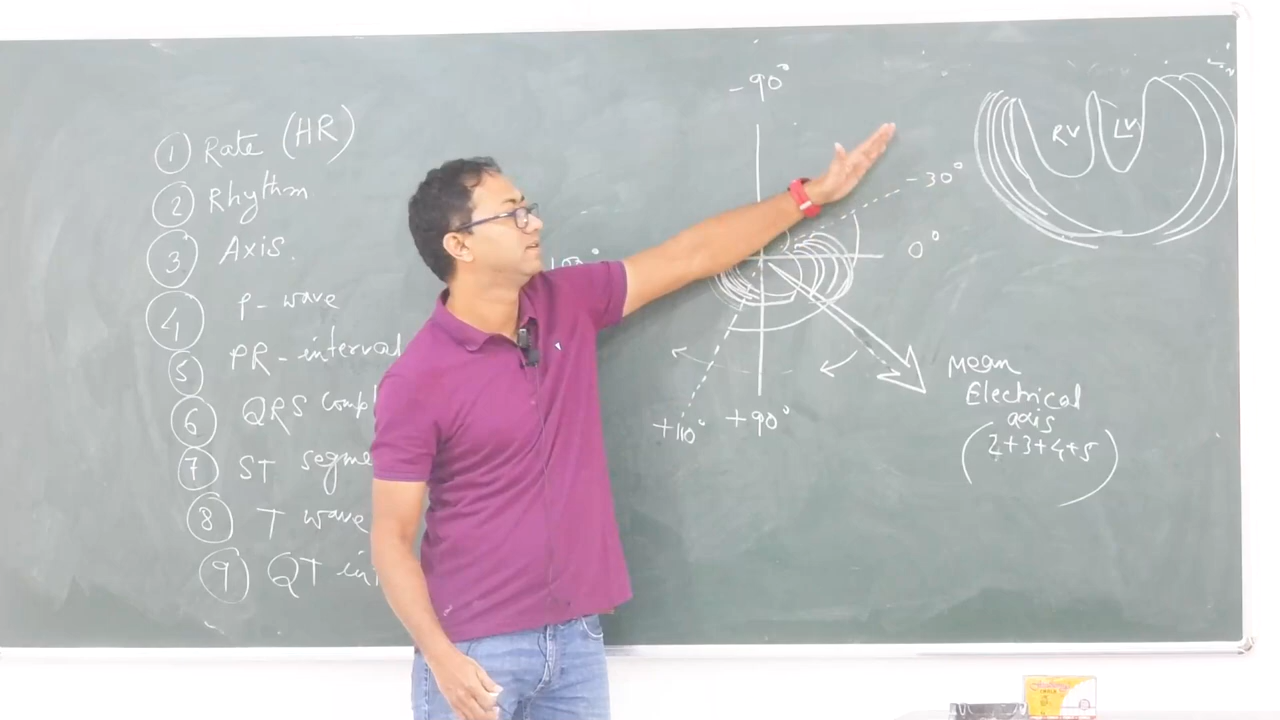 ① Rate (HR)
② Rhythm
③ Axis.
④ P-wave
⑤ PR-interval
⑥ QRS compl
⑦ ST segme
⑧ T wave
⑨ QT in
-90°
-30°
0°
+90°
+110°
Mean
Electrical
axis
(2+3+4+5)
RV
LV